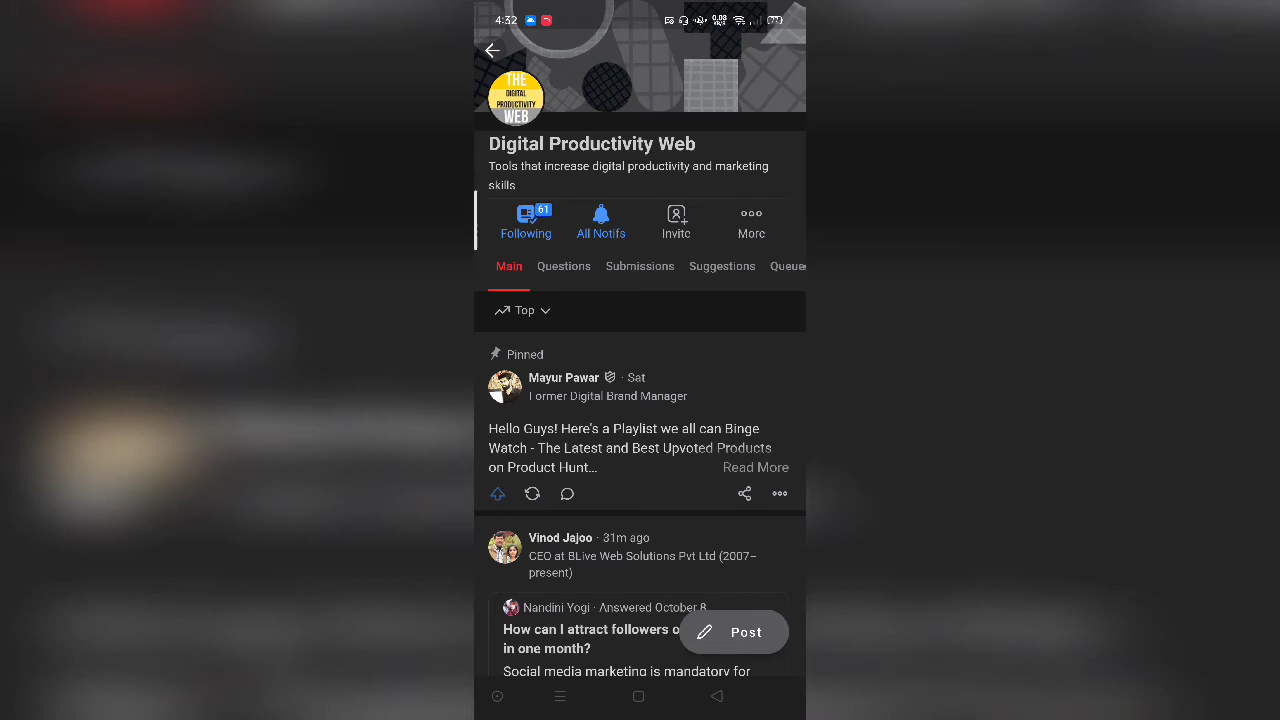 4:32
0.08
KB/S
THE
DIGITAL
PRODUCTIVITY
WEB
Digital Productivity Web
Tools that increase digital productivity and marketing
skills
61
Following
All Notifs
Invite
More
Main
Questions
Submissions
Suggestions
Queue
Top
Pinned
Mayur Pawar · Sat
Former Digital Brand Manager
Hello Guys! Here's a Playlist we all can Binge
Watch - The Latest and Best Upvoted Products
on Product Hunt...
Read More
Vinod Jajoo · 31m ago
CEO at BLive Web Solutions Pvt Ltd (2007–
present)
Nandini Yogi · Answered October 8
How can I attract followers o
in one month?
Post
Social media marketing is mandatory for